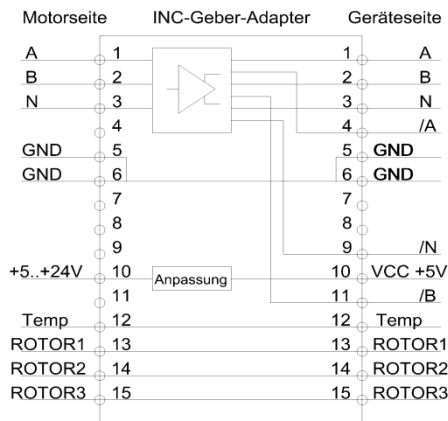 Motorseite INC-Geber-Adapter Geräteseite
A 1 1 A
B 2 2 B
N 3 3 N
4 4 /A
GND 5 5 GND
GND 6 6 GND
7 7
8 8
9 9 /N
+5..+24V 10 Anpassung 10 VCC +5V
11 11 /B
Temp 12 12 Temp
ROTOR1 13 13 ROTOR1
ROTOR2 14 14 ROTOR2
ROTOR3 15 15 ROTOR3